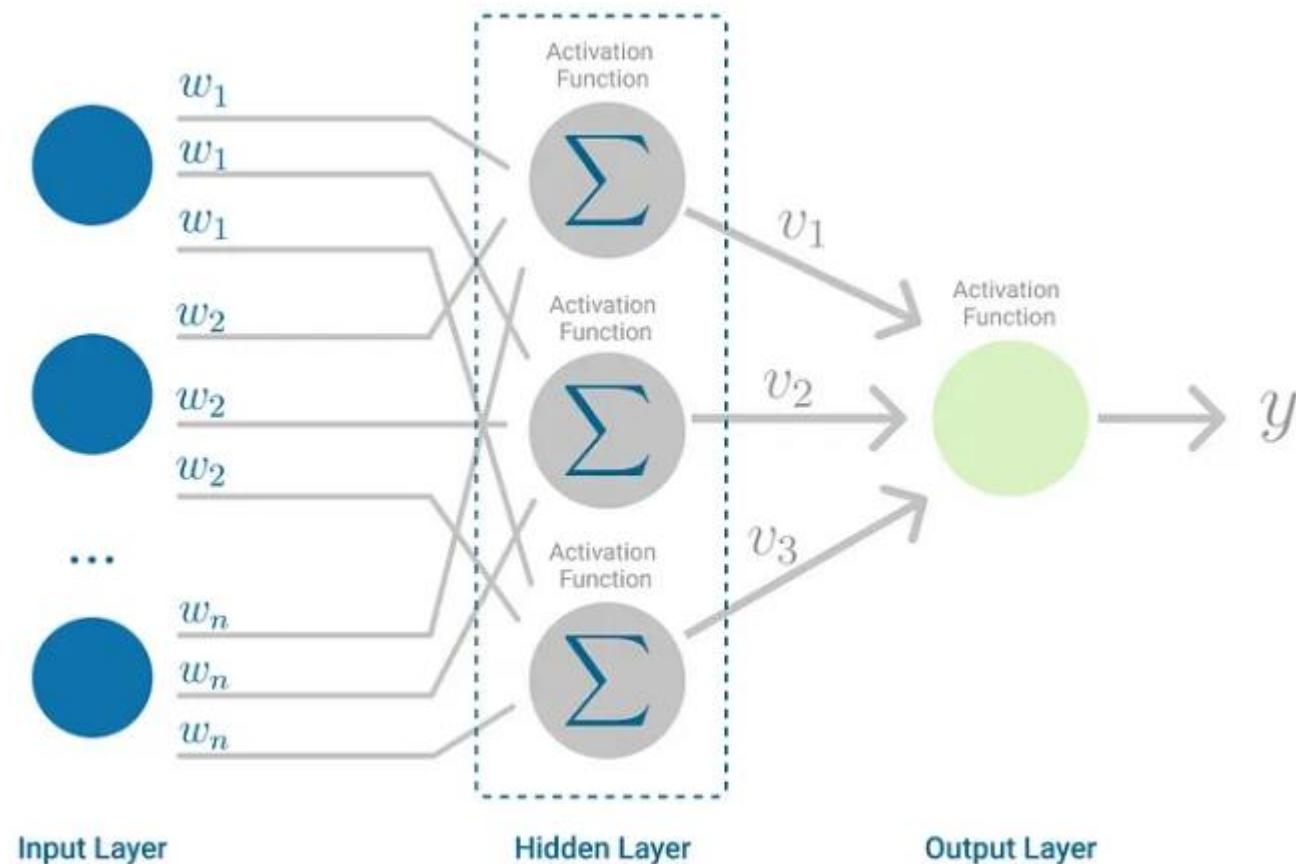 w₁
w₁
w₁
w₂
w₂
w₂
...
wₙ
wₙ
wₙ
Activation
Function
Σ
Activation
Function
Σ
Activation
Function
Σ
v₁
v₂
v₃
Activation
Function
y
Input Layer
Hidden Layer
Output Layer